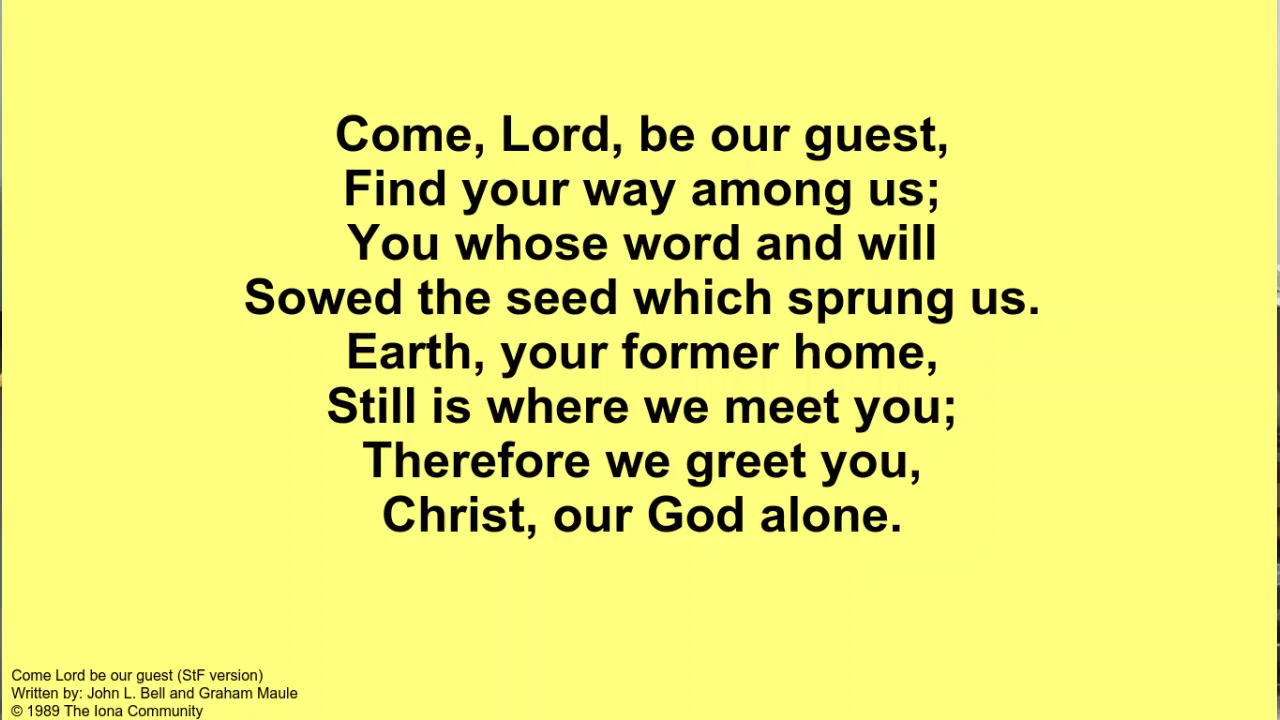 Come, Lord, be our guest,
Find your way among us;
You whose word and will
Sowed the seed which sprung us.
Earth, your former home,
Still is where we meet you;
Therefore we greet you,
Christ, our God alone.
Come Lord be our guest (StF version)
Written by: John L. Bell and Graham Maule
© 1989 The Iona Community